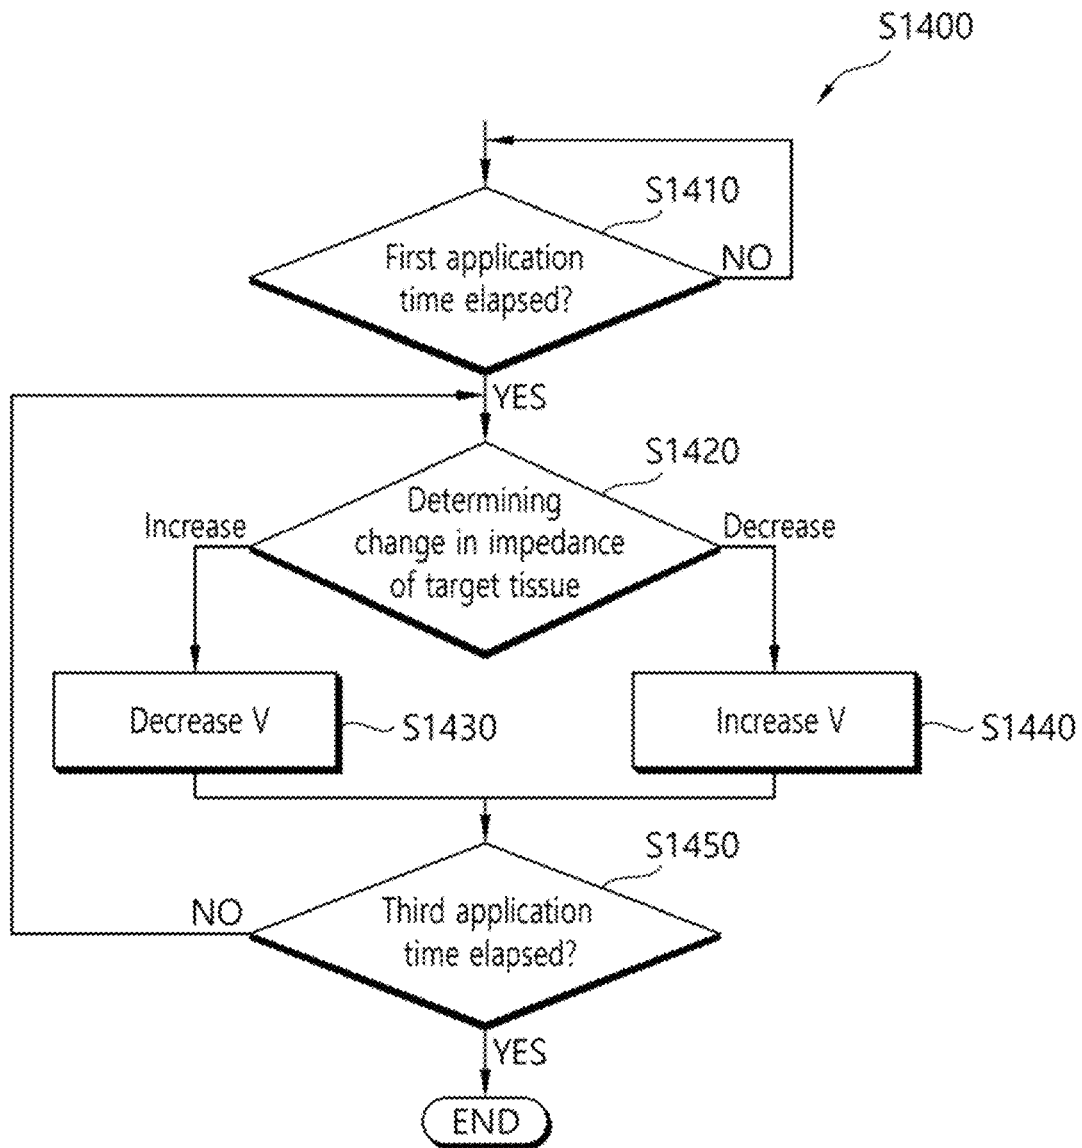 S1400
S1410
First application
time elapsed?
NO
YES
S1420
Determining
change in impedance
of target tissue
Increase
Decrease
Decrease V
S1430
Increase V
S1440
S1450
Third application
time elapsed?
NO
YES
END